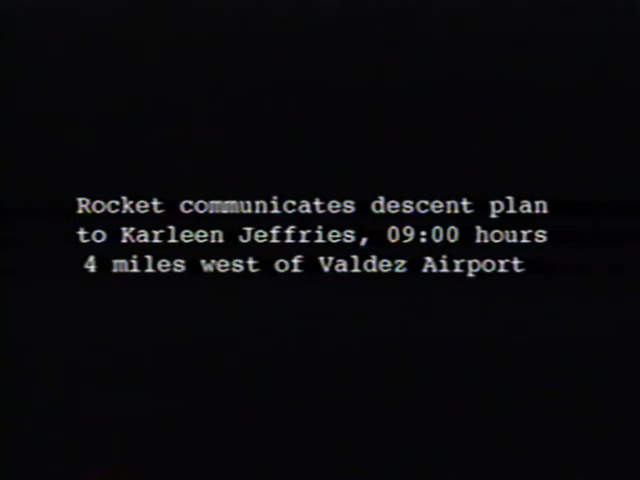 Rocket communicates descent plan
to Karleen Jeffries, 09:00 hours
4 miles west of Valdez Airport